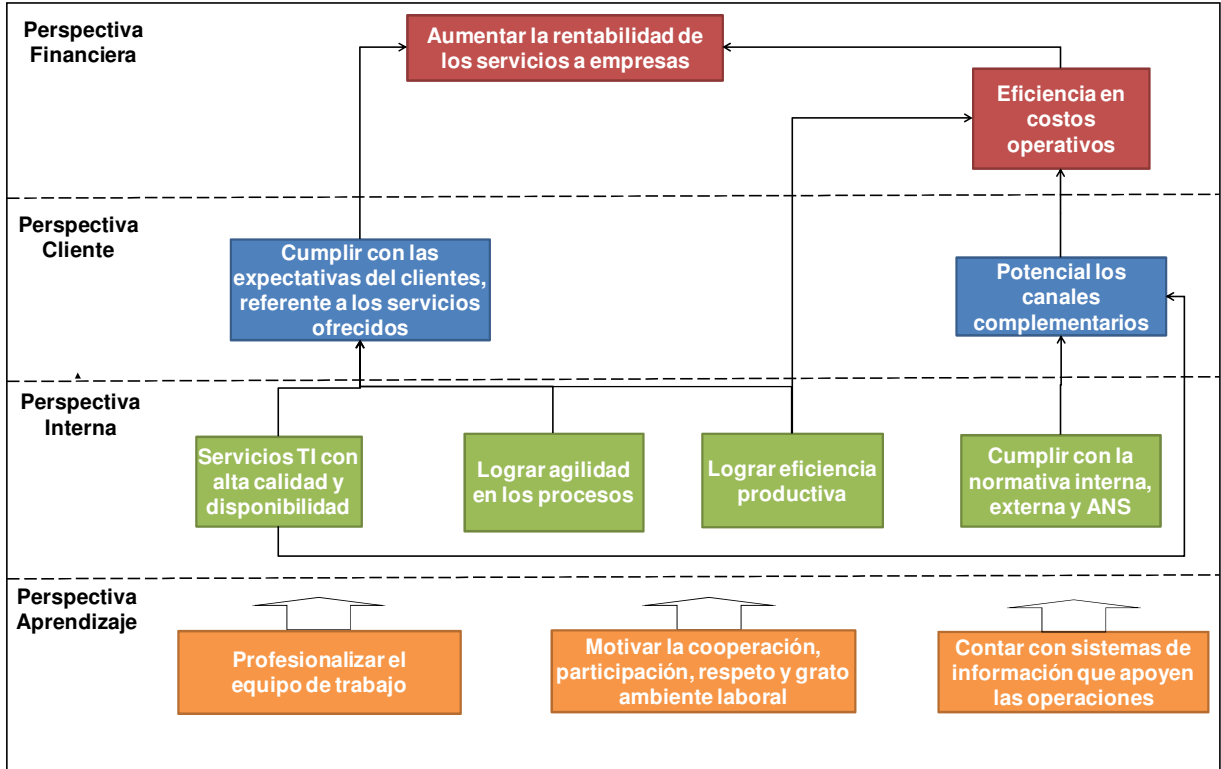 Perspectiva
Financiera
Aumentar la rentabilidad de
los servicios a empresas
Eficiencia en
costos
operativos
Perspectiva
Cliente
Cumplir con las
expectativas del clientes,
referente a los servicios
ofrecidos
Potencial los
canales
complementarios
Perspectiva
Interna
Servicios TI con
alta calidad y
disponibilidad
Lograr agilidad
en los procesos
Lograr eficiencia
productiva
Cumplir con la
normativa interna,
externa y ANS
Perspectiva
Aprendizaje
Profesionalizar el
equipo de trabajo
Motivar la cooperación,
participación, respeto y grato
ambiente laboral
Contar con sistemas de
información que apoyen
las operaciones